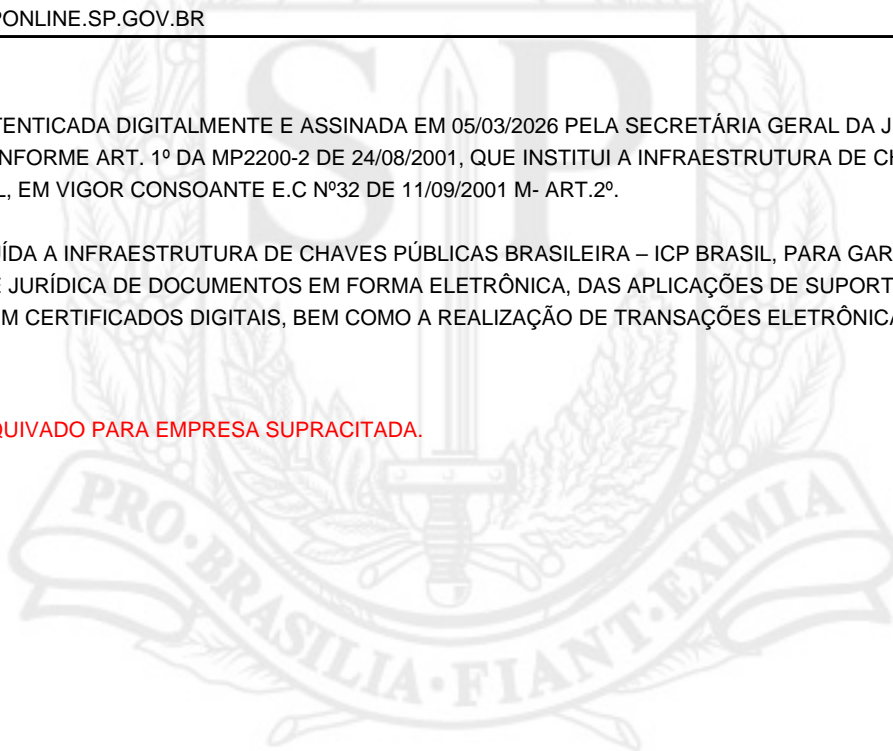 PONLINE.SP.GOV.BR
TENTICADA DIGITALMENTE E ASSINADA EM 05/03/2026 PELA SECRETÁRIA GERAL DA J
NFORME ART. 1º DA MP2200-2 DE 24/08/2001, QUE INSTITUI A INFRAESTRUTURA DE CH
L, EM VIGOR CONSOANTE E.C Nº32 DE 11/09/2001 M- ART.2º.
UÍDA A INFRAESTRUTURA DE CHAVES PÚBLICAS BRASILEIRA – ICP BRASIL, PARA GAR
E JURÍDICA DE DOCUMENTOS EM FORMA ELETRÔNICA, DAS APLICAÇÕES DE SUPORT
EM CERTIFICADOS DIGITAIS, BEM COMO A REALIZAÇÃO DE TRANSAÇÕES ELETRÔNICA
QUIVADO PARA EMPRESA SUPRACITADA.
SP
PRO·BRASILIA·FIANT·EXIMIA